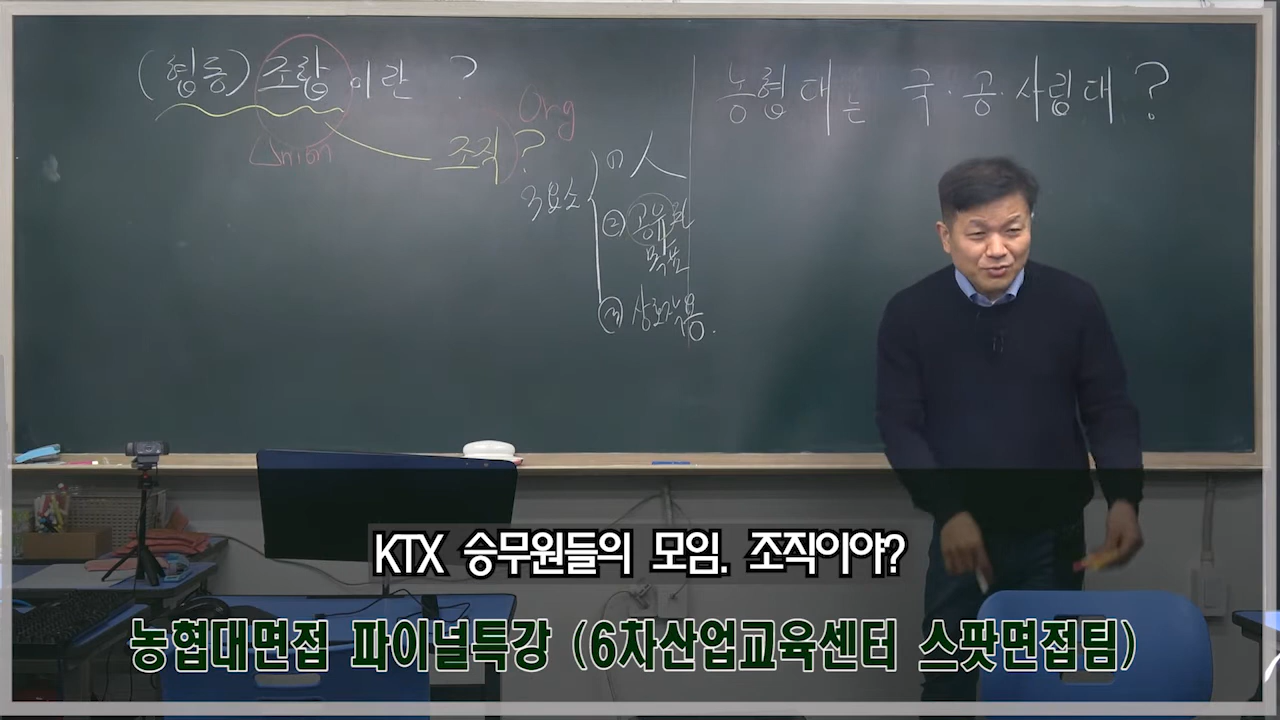 (협동)조합이란 ?
Union
조직 ?
Org
3요소
① 人
② 공유된
목표
③ 상호작용.
농협대는 국·공·사립대 ?
KTX 승무원들의 모임. 조직이야?
농협대면접 파이널특강 (6차산업교육센터 스팟면접팀)